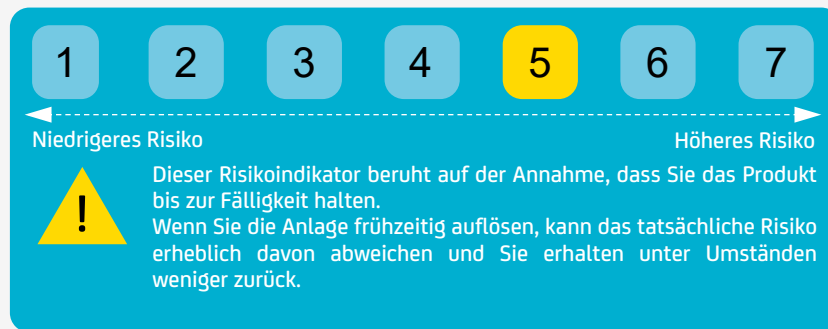 1 2 3 4 5 6 7
Niedrigeres Risiko Höheres Risiko
!
Dieser Risikoindikator beruht auf der Annahme, dass Sie das Produkt
bis zur Fälligkeit halten.
Wenn Sie die Anlage frühzeitig auflösen, kann das tatsächliche Risiko
erheblich davon abweichen und Sie erhalten unter Umständen
weniger zurück.